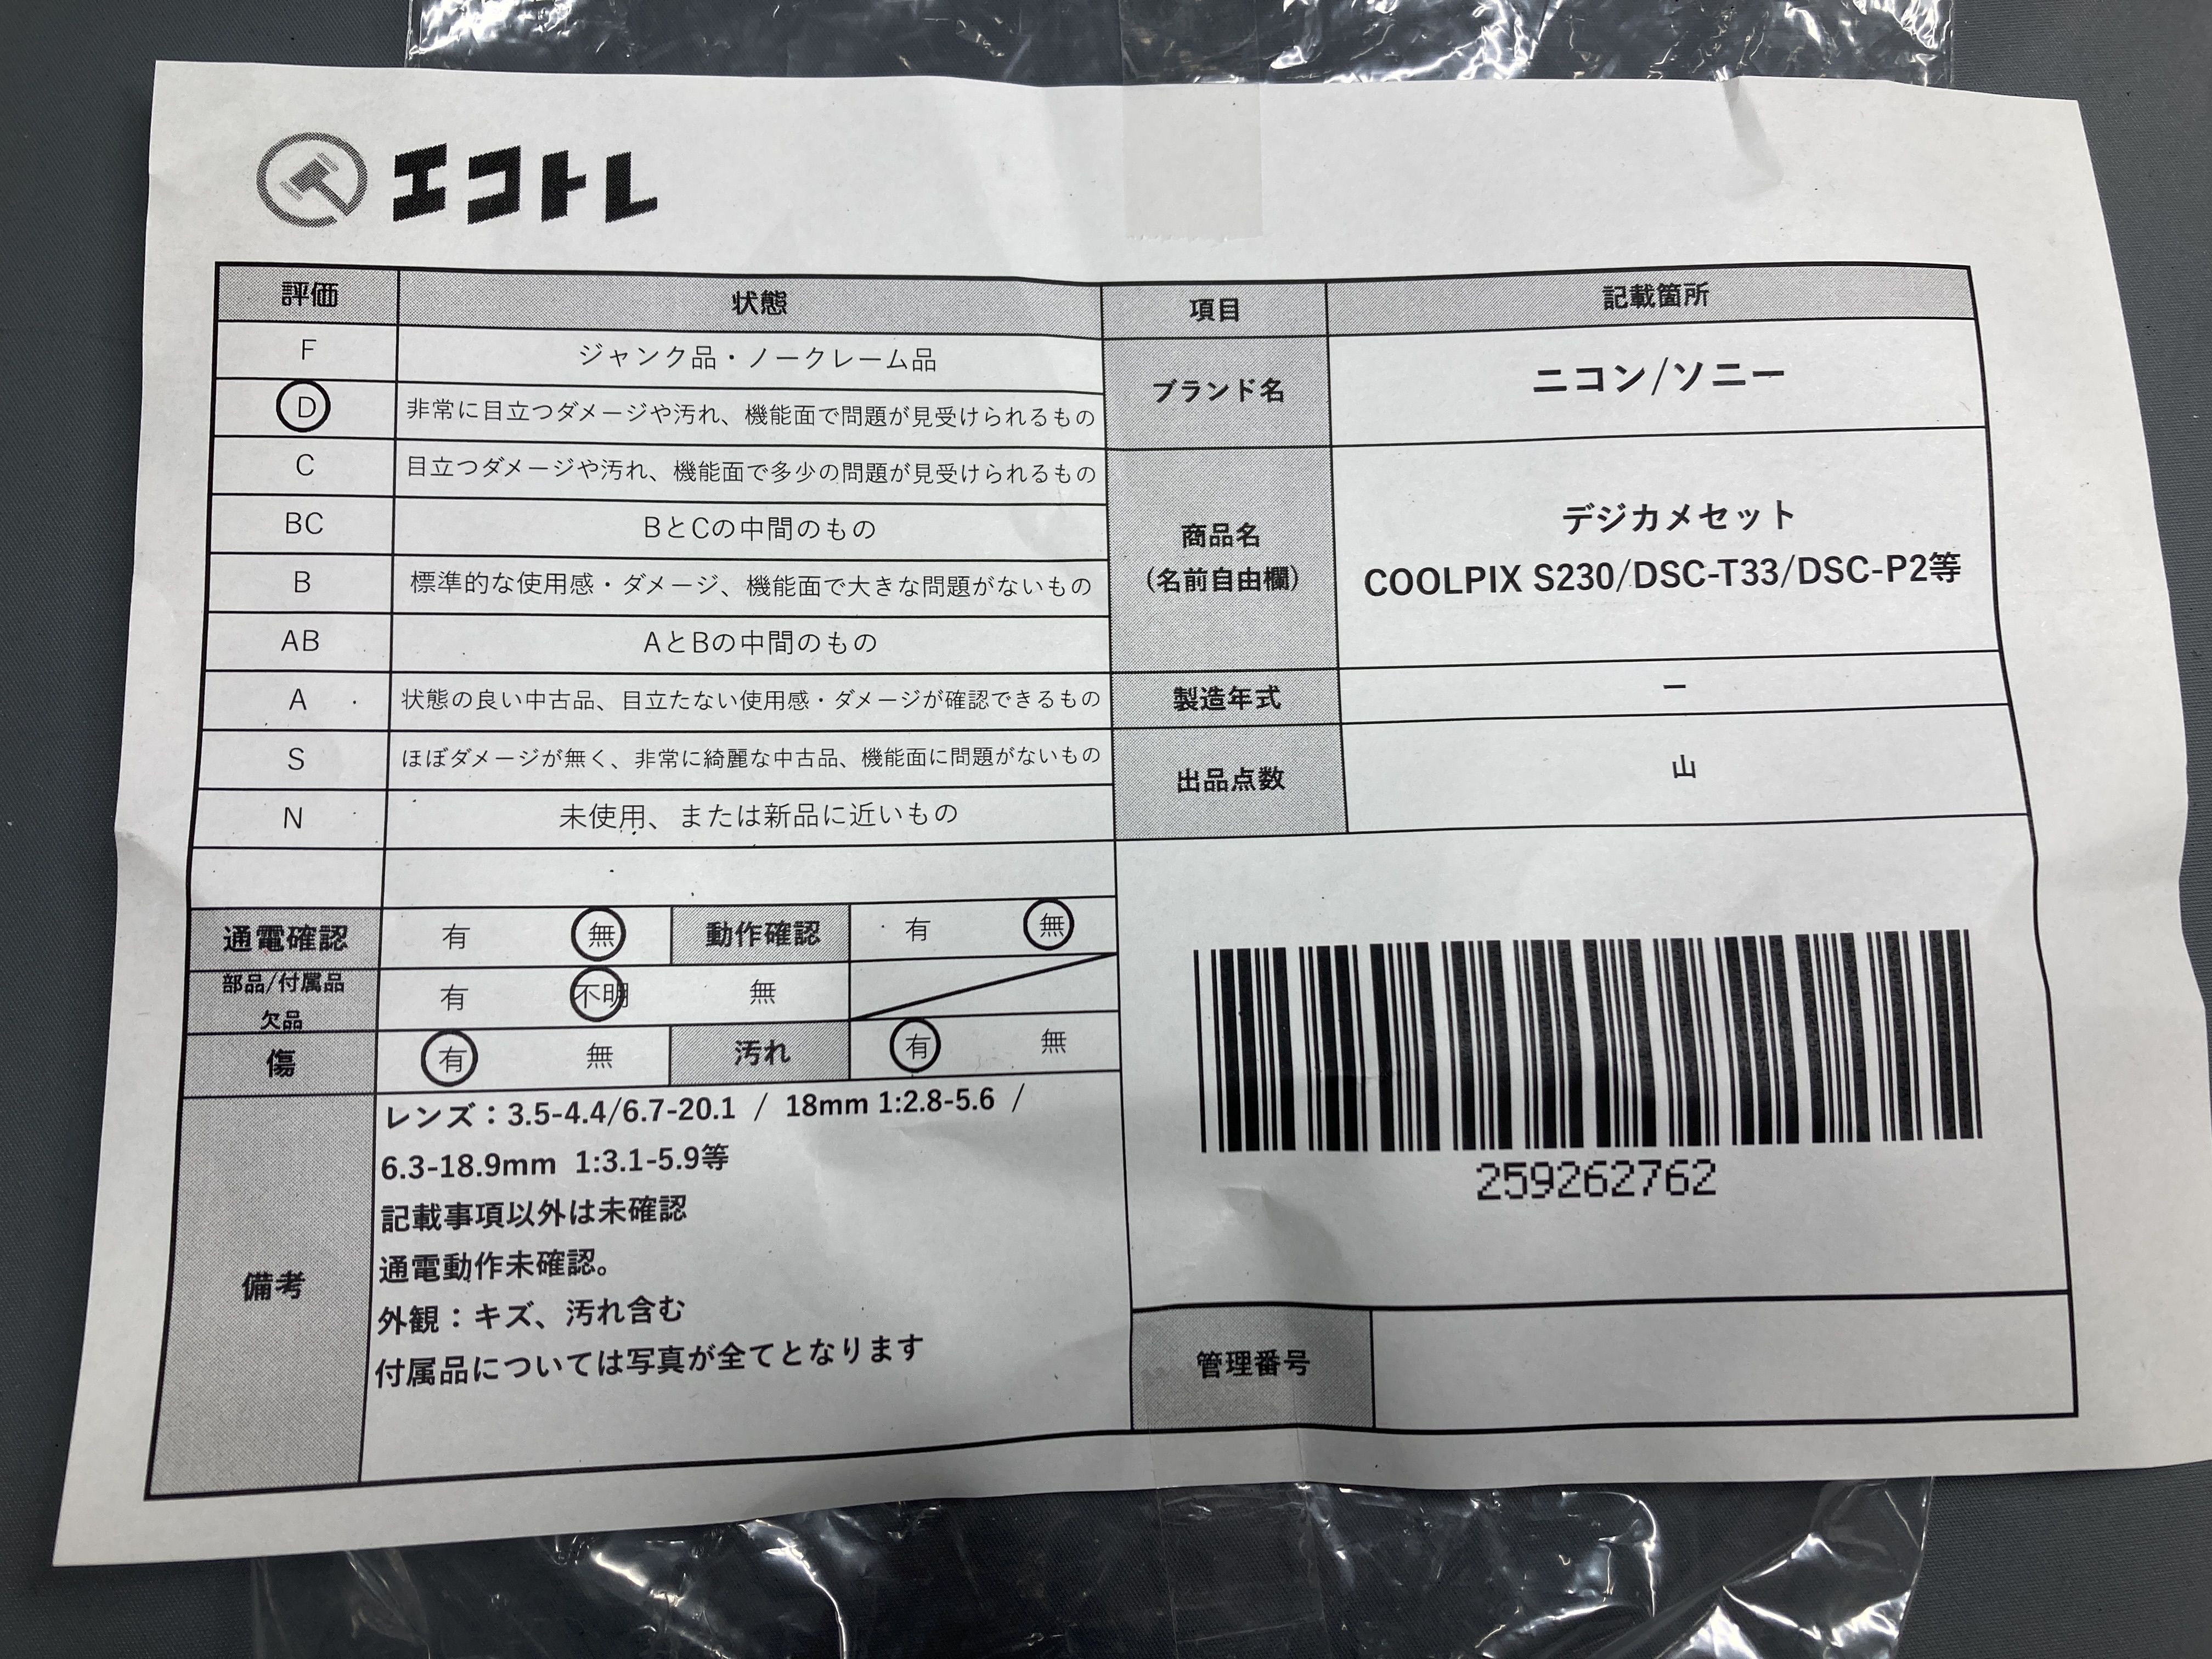 エコトレ
評価 状態
F ジャンク品・ノークレーム品
D 非常に目立つダメージや汚れ、機能面で問題が見受けられるもの
C 目立つダメージや汚れ、機能面で多少の問題が見受けられるもの
BC BとCの中間のもの
B 標準的な使用感・ダメージ、機能面で大きな問題がないもの
AB AとBの中間のもの
A 状態の良い中古品、目立たない使用感・ダメージが確認できるもの
S ほぼダメージが無く、非常に綺麗な中古品、機能面に問題がないもの
N 未使用、または新品に近いもの
通電確認 有 無 動作確認 有 無
部品/付属品
欠品
有 不明 無
傷 有 無 汚れ 有 無
備考
レンズ：3.5-4.4/6.7-20.1 / 18mm 1:2.8-5.6 /
6.3-18.9mm 1:3.1-5.9等
記載事項以外は未確認
通電動作未確認。
外観：キズ、汚れ含む
付属品については写真が全てとなります
項目 記載箇所
ブランド名 ニコン/ソニー
商品名
(名前自由欄)
デジカメセット
COOLPIX S230/DSC-T33/DSC-P2等
製造年式 ー
出品点数 山
259262762
管理番号